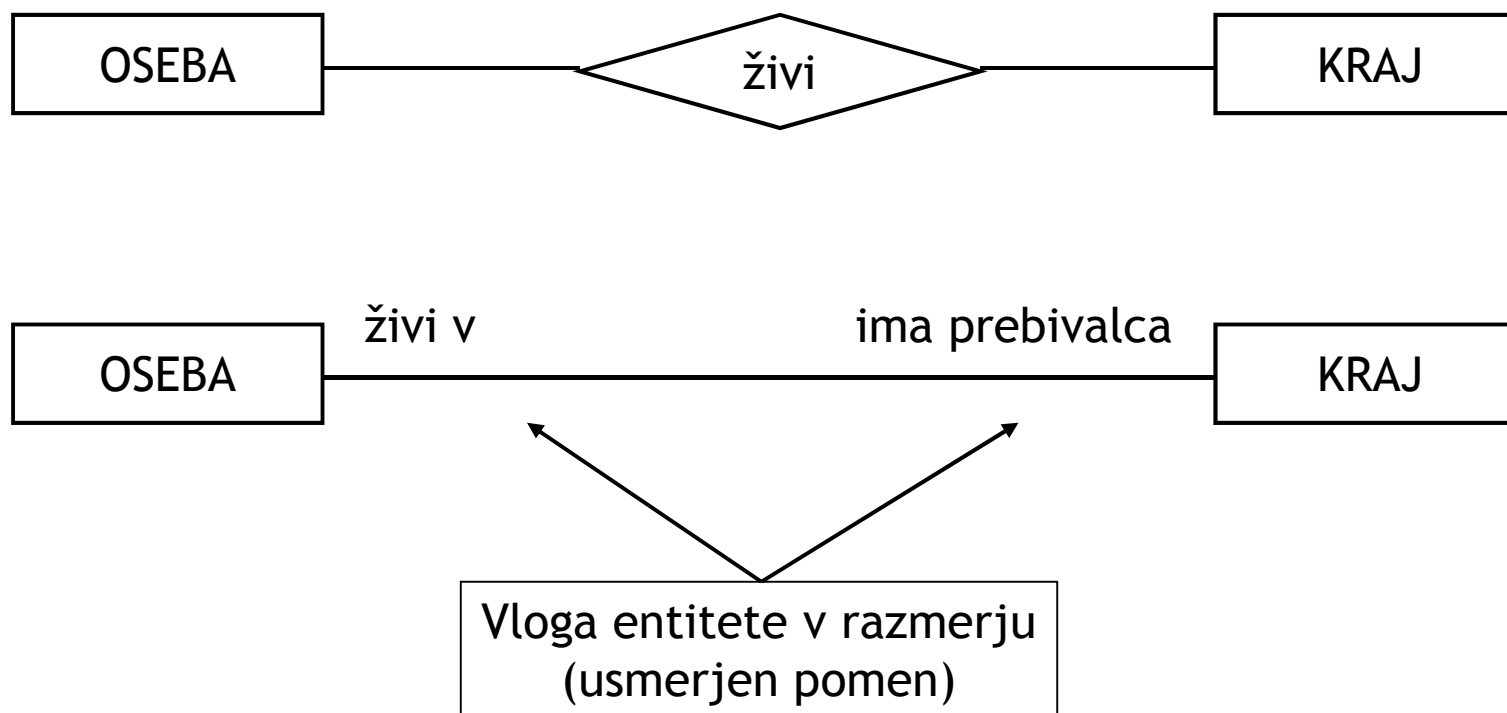 OSEBA
živi
KRAJ
živi v
ima prebivalca
OSEBA
KRAJ
Vloga entitete v razmerju
(usmerjen pomen)